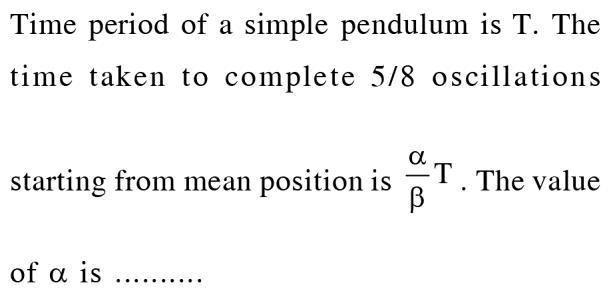 Time period of a simple pendulum is T. The
time taken to complete 5/8 oscillations
starting from mean position is α/β T . The value
of α is ..........